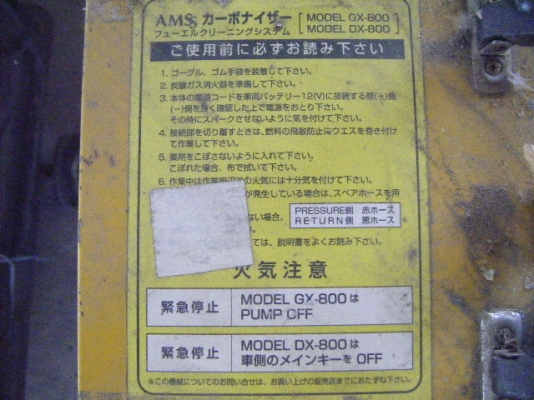 AMSS カーボナイザー
フューエルクリーニングシステム
MODEL GX-800
MODEL DX-800
ご使用前に必ずお読み下さい
1. ゴーグル、ゴム手袋を装着して下さい。
2. 炭酸ガス消火器を準備して下さい。
3. 本体の電源コードを車両バッテリー12(V)に接続する際(+)側
(-)側を良く確認した上で電源をおとり下さい。
その時にスパークさせないように気を付けて下さい。
4. 接続部を切り離すときは、燃料の飛散防止にウエスを巻き付け
て作業して下さい。
5. 薬剤をこぼさないように入れて下さい。
こぼれた場合、布で拭いて下さい。
6. 作業中は作業周辺の火気には十分気を付けて下さい。
が発生している場合は、スペアホースを用
ない場合、
PRESSURE側 赤ホース
RETURN側 黒ホース
ては、説明書をよくお読み下さい。
火気注意
緊急停止
MODEL GX-800は
PUMP OFF
緊急停止
MODEL DX-800は
車側のメインキーを OFF
※この機械についてのお問い合せは、お買い上げの販売店までにおたずね下さい。